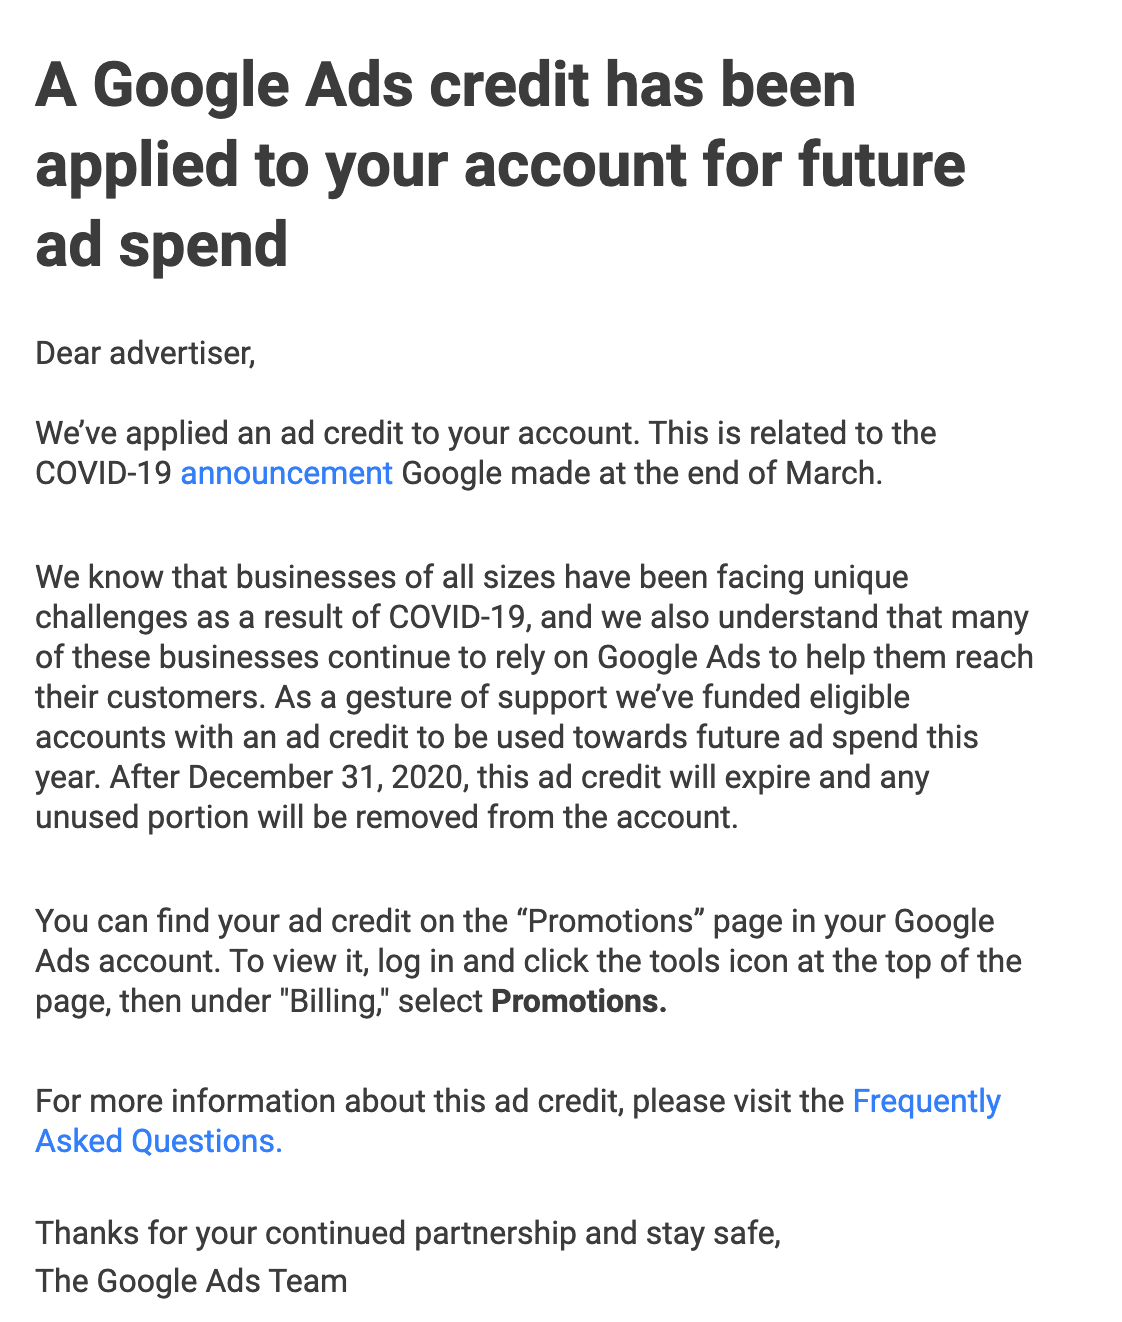 A Google Ads credit has been
applied to your account for future
ad spend
Dear advertiser,
We’ve applied an ad credit to your account. This is related to the
COVID-19 announcement Google made at the end of March.
We know that businesses of all sizes have been facing unique
challenges as a result of COVID-19, and we also understand that many
of these businesses continue to rely on Google Ads to help them reach
their customers. As a gesture of support we’ve funded eligible
accounts with an ad credit to be used towards future ad spend this
year. After December 31, 2020, this ad credit will expire and any
unused portion will be removed from the account.
You can find your ad credit on the “Promotions” page in your Google
Ads account. To view it, log in and click the tools icon at the top of the
page, then under "Billing," select Promotions.
For more information about this ad credit, please visit the Frequently
Asked Questions.
Thanks for your continued partnership and stay safe,
The Google Ads Team